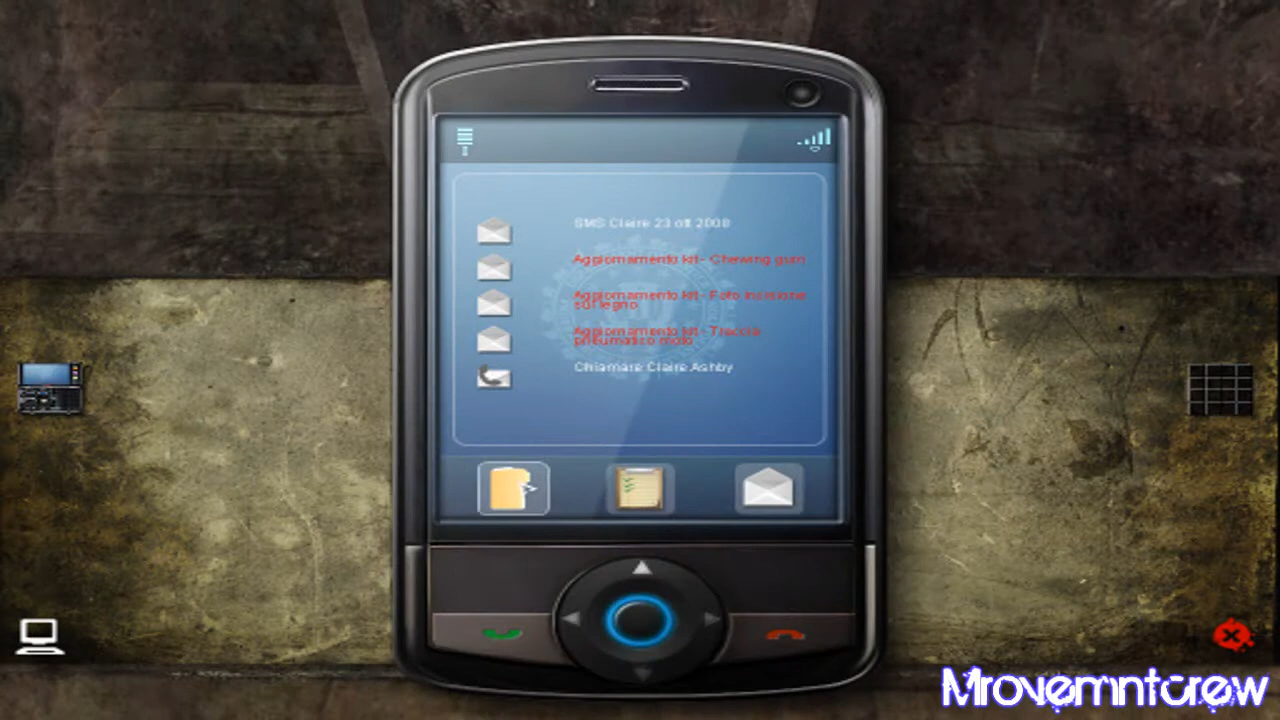 SMS Claire 23 ott 2008
Aggiornamento kit - Chewing gum
Aggiornamento kit - Foto incisione
sul legno
Aggiornamento kit - Traccia
pneumatico moto
Chiamare Claire Ashby
Mrovemntcrew